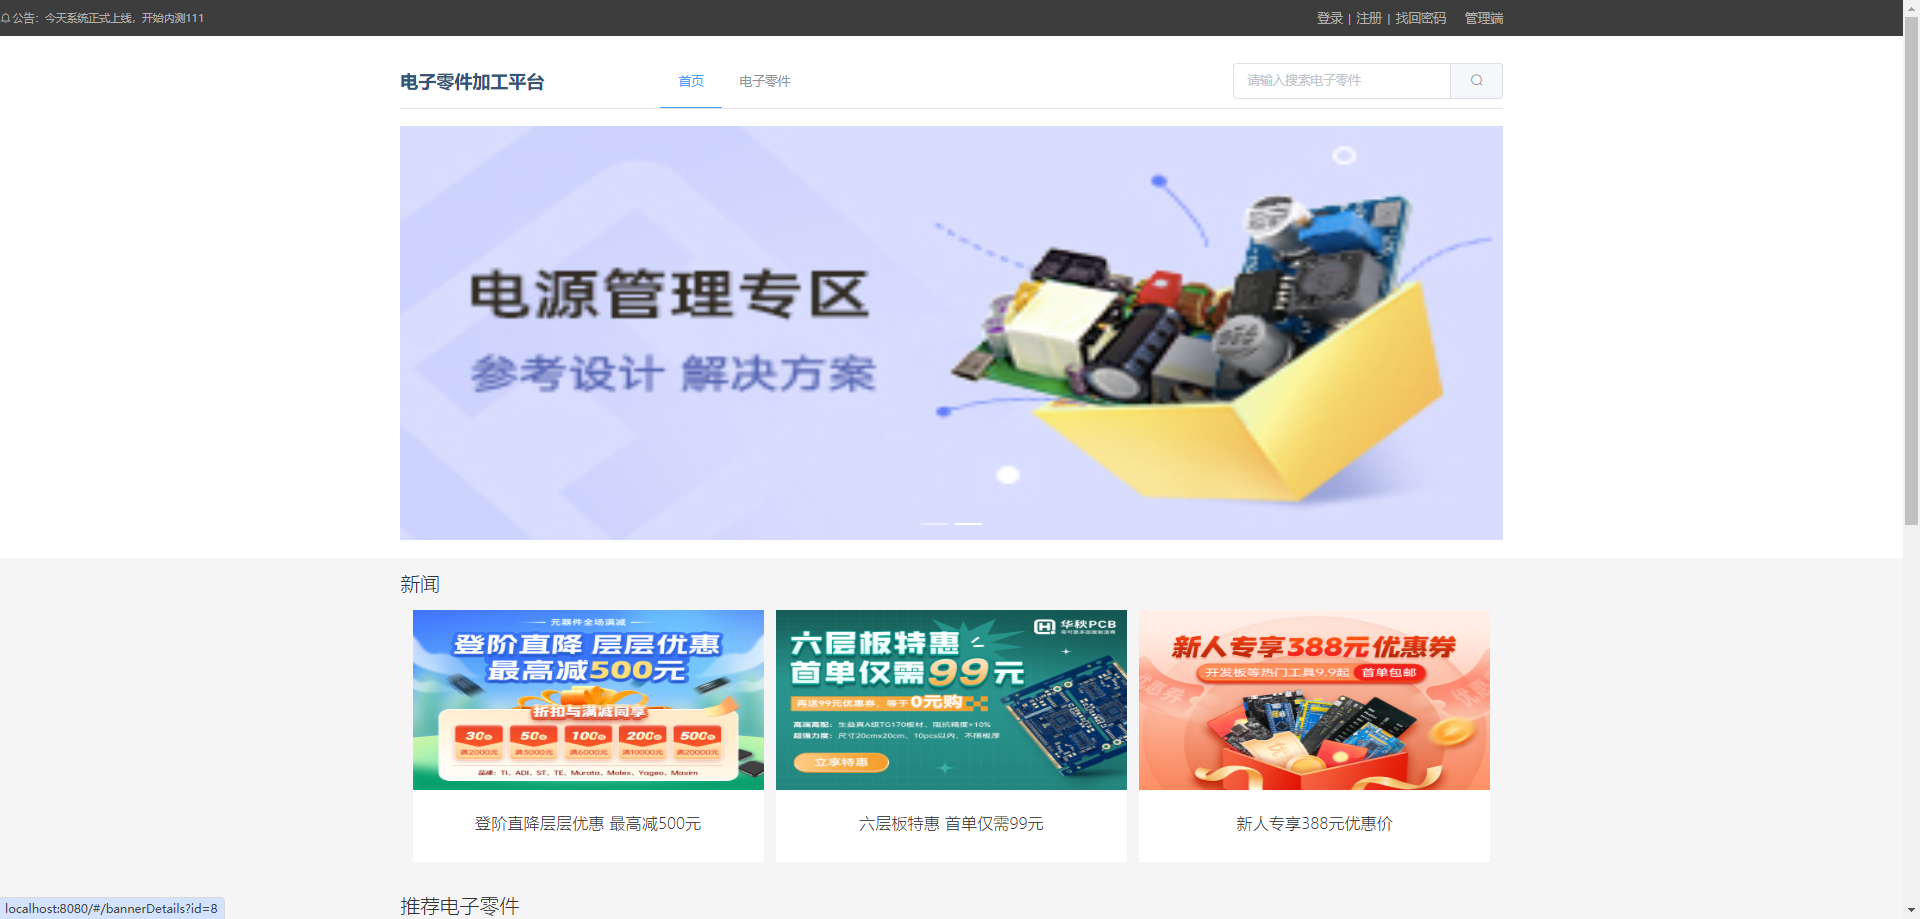 公告：今天系统正式上线，开始内测111
登录 | 注册 | 找回密码 管理端
电子零件加工平台
首页
电子零件
请输入搜索电子零件
电源管理专区
参考设计 解决方案
新闻
元器件全场满减
登阶直降 层层优惠
最高减500元
折扣与满减同享
30元 50元 100元 200元 500元
满2000元 满5000元 满6000元 满10000元 满20000元
品牌：TI、ADI、ST、TE、Murata、Molex、Yageo、Maxim
登阶直降层层优惠 最高减500元
华秋PCB
六层板特惠
首单仅需99元
再送99元优惠券，等于0元购
高端高配：生益真A级TG170板材，阻抗精度±10%
超强力度：尺寸20cmx20cm、10pcs以内、不限板厚
立享特惠
六层板特惠 首单仅需99元
新人专享388元优惠券
开发板等热门工具9.9起 首单包邮
优惠券
新人专享388元优惠价
推荐电子零件
localhost:8080/#/bannerDetails?id=8